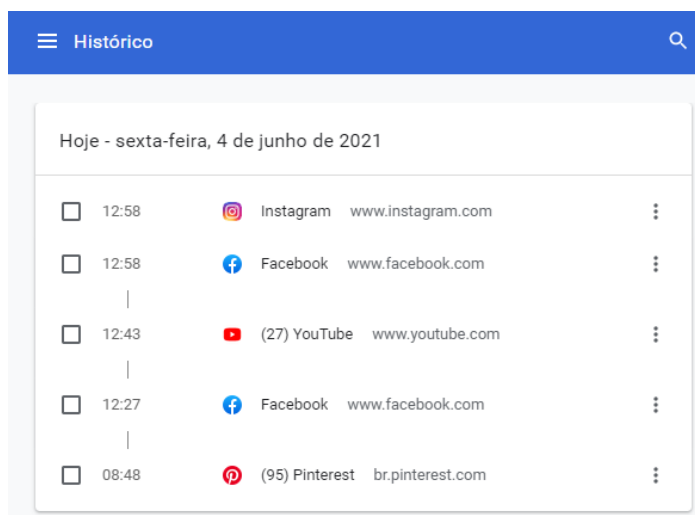 Histórico
Hoje - sexta-feira, 4 de junho de 2021
12:58 Instagram www.instagram.com
12:58 Facebook www.facebook.com
12:43 (27) YouTube www.youtube.com
12:27 Facebook www.facebook.com
08:48 (95) Pinterest br.pinterest.com